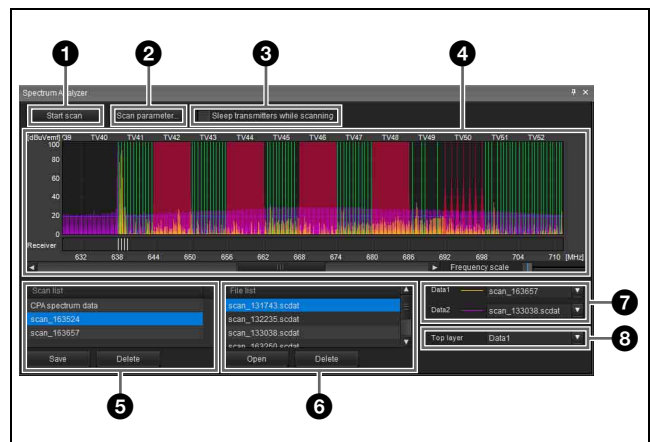 1 2 3 4
Spectrum Analyzer
Start scan Scan parameter... Sleep transmitters while scanning
[dBuVemf] 39 TV40 TV41 TV42 TV43 TV44 TV45 TV46 TV47 TV48 TV49 TV50 TV51 TV52
100
80
60
40
20
0
Receiver
632 638 644 650 656 662 668 674 680 686 692 698 704 710 [MHz]
Frequency scale
Scan list
CPA spectrum data
scan_163524
scan_163657
Save Delete
File list
scan_131743.scdat
scan_132235.scdat
scan_133038.scdat
scan_163250.scdat
Open Delete
Data1 scan_163657
Data2 scan_133038.scdat
7
Top layer Data1
8
5 6